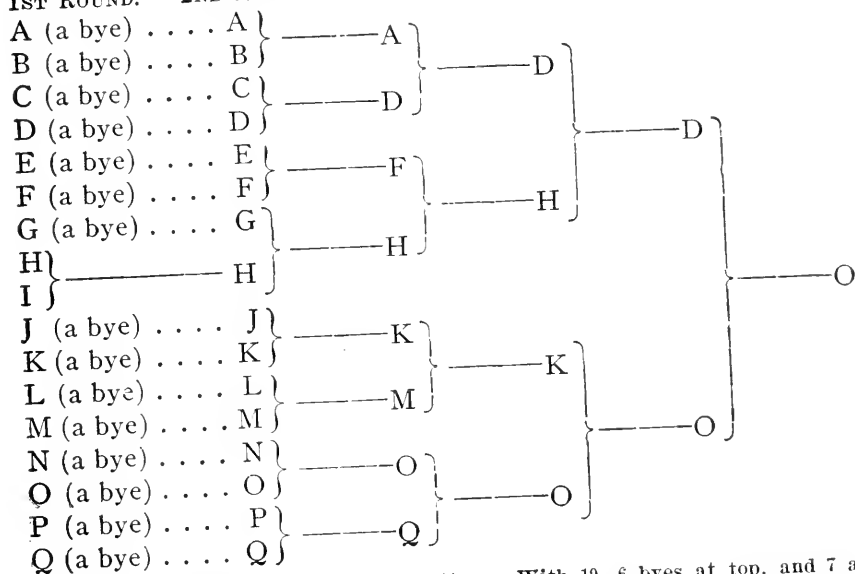 1ST ROUND. 2ND
A (a bye) . . . . A
B (a bye) . . . . B
A
C (a bye) . . . . C
D (a bye) . . . . D
D
D
E (a bye) . . . . E
F (a bye) . . . . F
F
G (a bye) . . . . G
H
I
H
H
H
D
J (a bye) . . . . J
K (a bye) . . . . K
K
L (a bye) . . . . L
M (a bye) . . . . M
M
K
N (a bye) . . . . N
O (a bye) . . . . O
O
P (a bye) . . . . P
Q (a bye) . . . . Q
Q
O
O
O
With 19, 6 byes at top, and 7 a